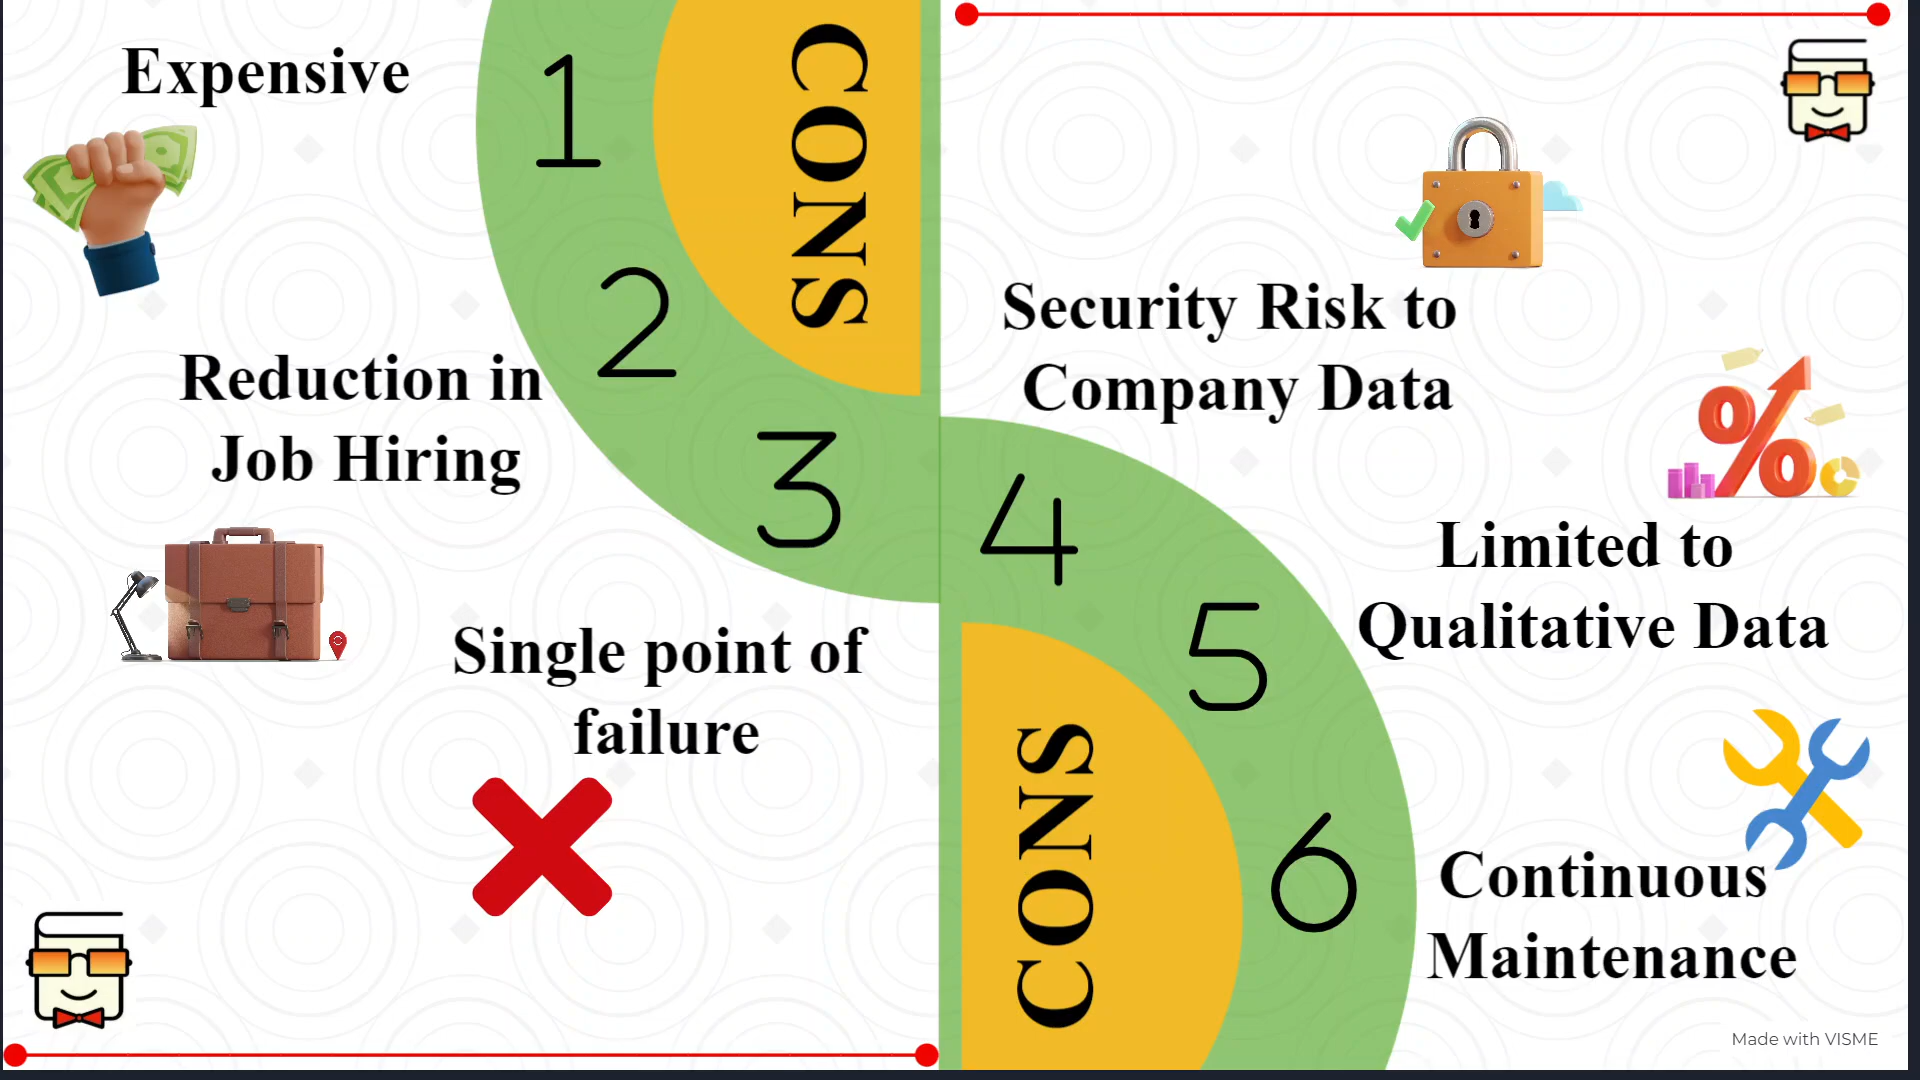 CONS
1
Expensive
2
Reduction in
Job Hiring
3
Single point of
failure
4
Security Risk to
Company Data
5
Limited to
Qualitative Data
6
Continuous
Maintenance
CONS
%
Made with VISME